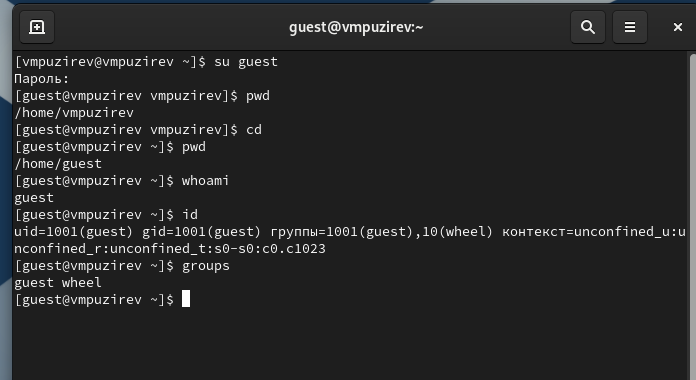 guest@vmpuzirev:~
[vmpuzirev@vmpuzirev ~]$ su guest
Пароль:
[guest@vmpuzirev vmpuzirev]$ pwd
/home/vmpuzirev
[guest@vmpuzirev vmpuzirev]$ cd
[guest@vmpuzirev ~]$ pwd
/home/guest
[guest@vmpuzirev ~]$ whoami
guest
[guest@vmpuzirev ~]$ id
uid=1001(guest) gid=1001(guest) группы=1001(guest),10(wheel) контекст=unconfined_u:u
nconfined_r:unconfined_t:s0-s0:c0.c1023
[guest@vmpuzirev ~]$ groups
guest wheel
[guest@vmpuzirev ~]$